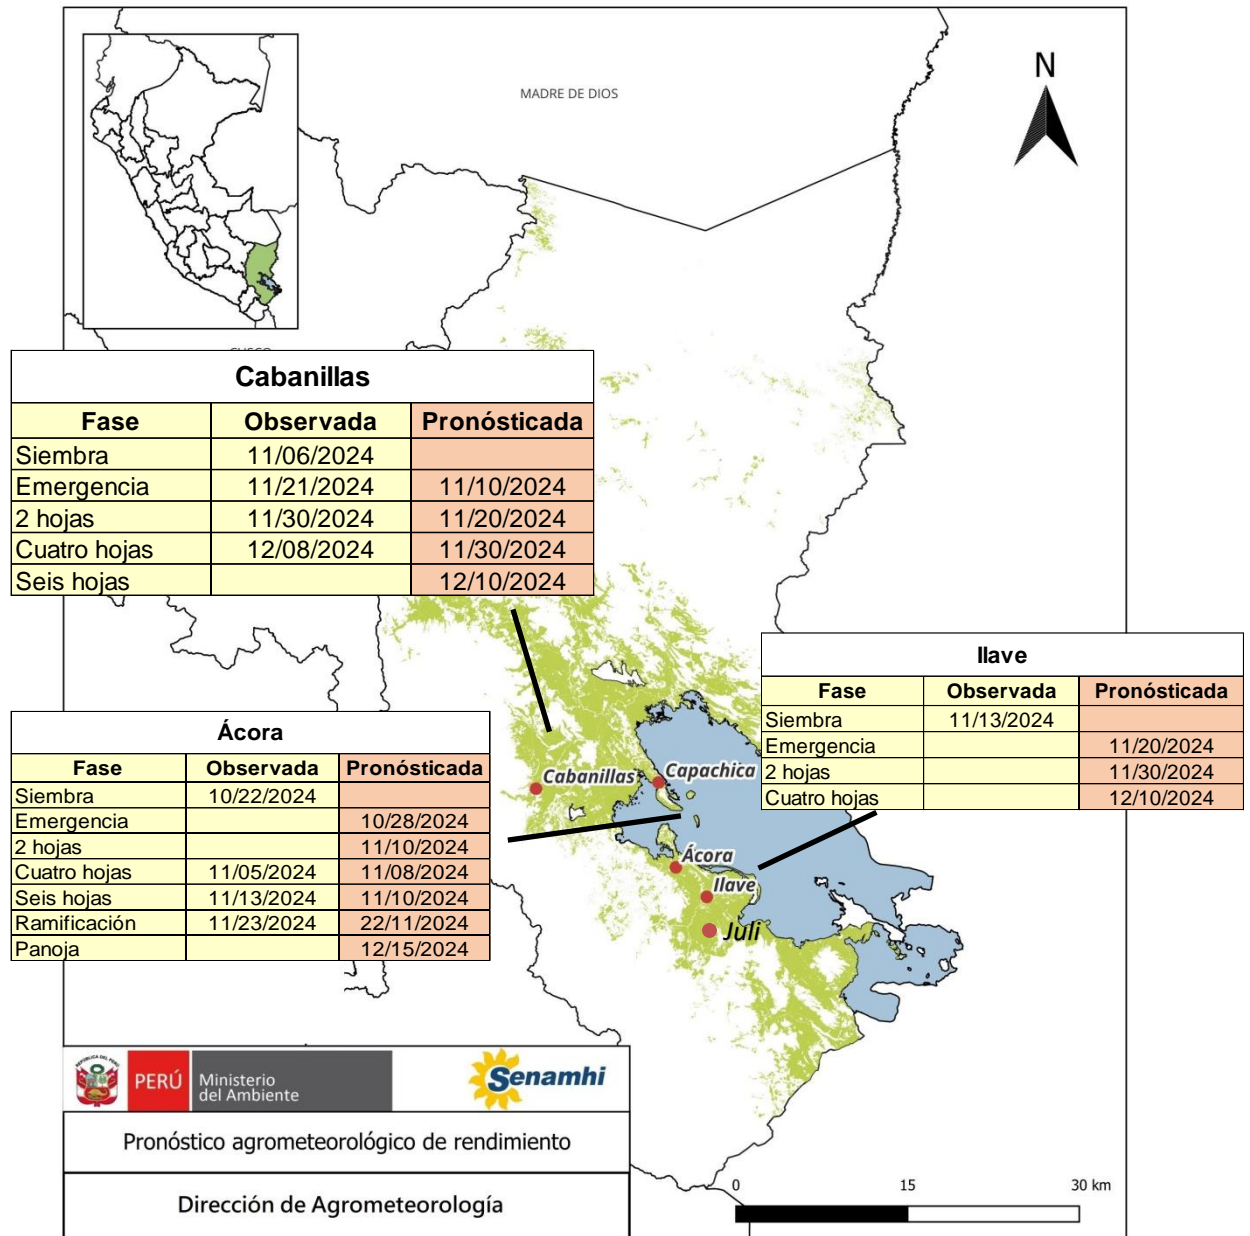 MADRE DE DIOS
N
Cabanillas
Fase Observada Pronósticada
Siembra 11/06/2024
Emergencia 11/21/2024 11/10/2024
2 hojas 11/30/2024 11/20/2024
Cuatro hojas 12/08/2024 11/30/2024
Seis hojas 12/10/2024
Ilave
Fase Observada Pronósticada
Siembra 11/13/2024
Emergencia 11/20/2024
2 hojas 11/30/2024
Cuatro hojas 12/10/2024
Ácora
Fase Observada Pronósticada
Siembra 10/22/2024
Emergencia 10/28/2024
2 hojas 11/10/2024
Cuatro hojas 11/05/2024 11/08/2024
Seis hojas 11/13/2024 11/10/2024
Ramificación 11/23/2024 22/11/2024
Panoja 12/15/2024
Cabanillas
Capachica
Ácora
Ilave
Juli
PERÚ
Ministerio
del Ambiente
Senamhi
Pronóstico agrometeorológico de rendimiento
Dirección de Agrometeorología
0 15 30 km